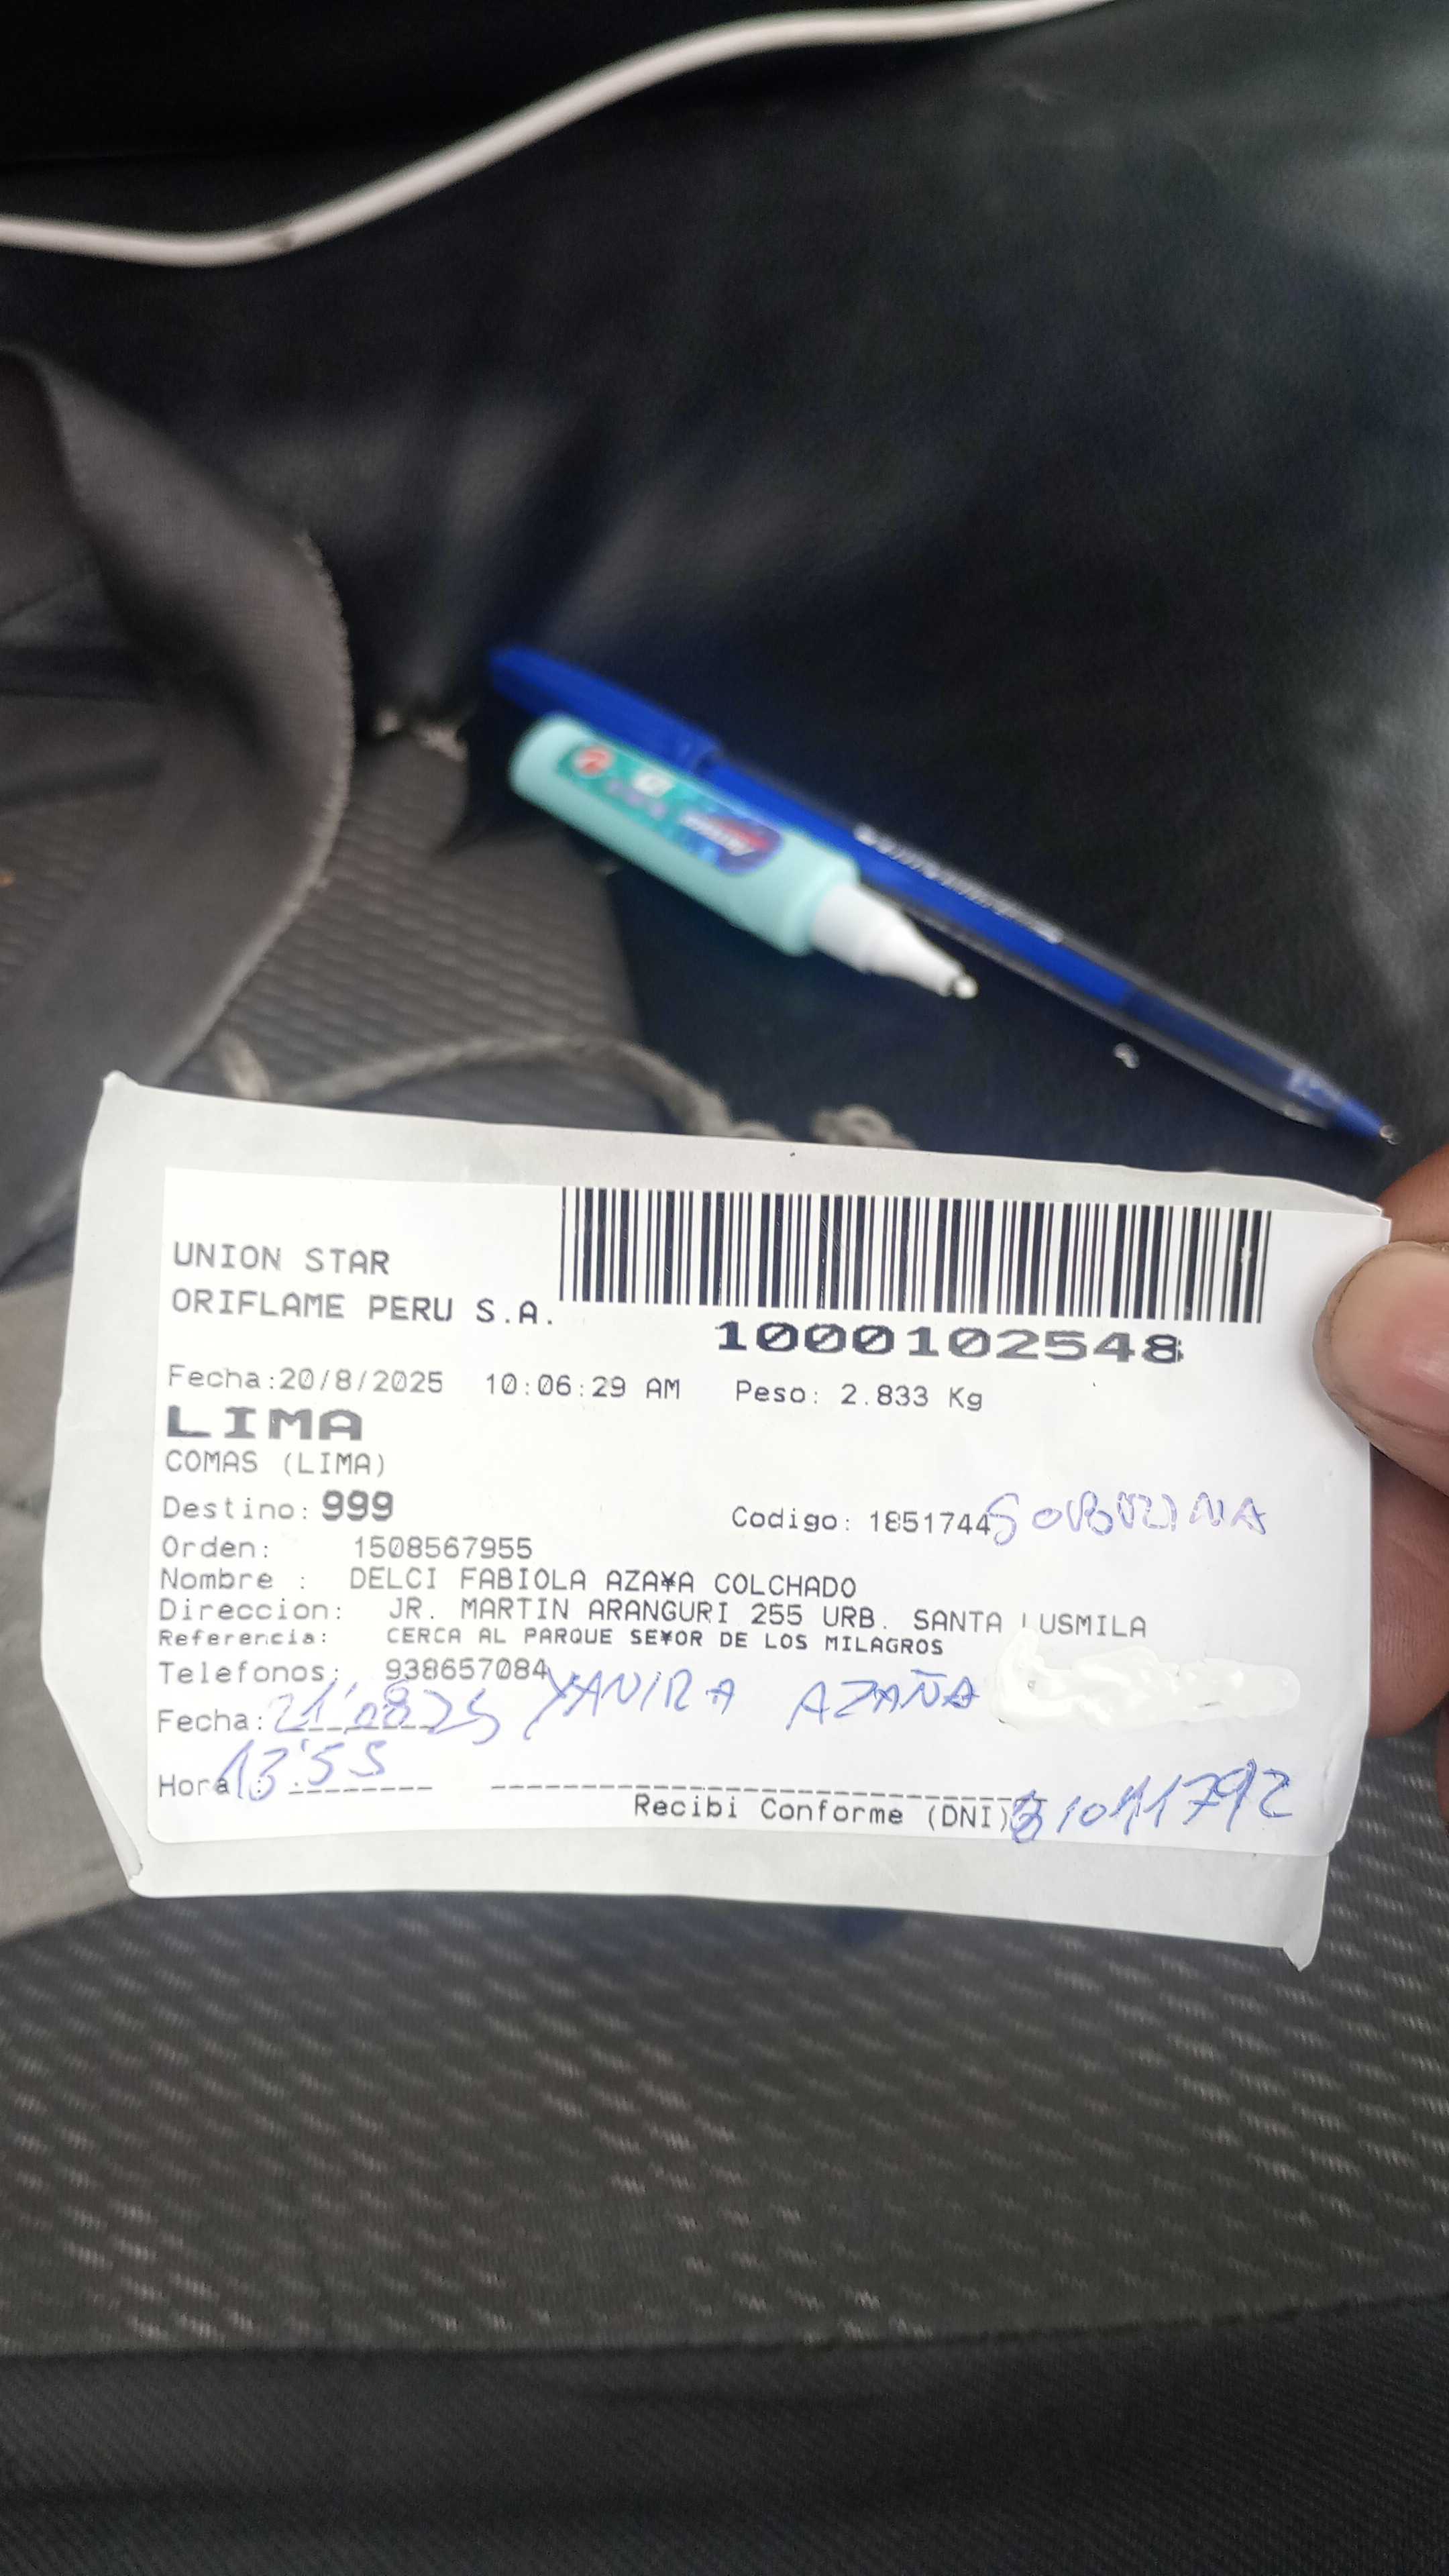 UNION STAR
ORIFLAME PERU S.A.
1000102548
Fecha:20/8/2025 10:06:29 AM Peso: 2.833 Kg
LIMA
COMAS (LIMA)
Destino: 999 Codigo: 1851744 SOBRINA
Orden: 1508567955
Nombre : DELCI FABIOLA AZA¥A COLCHADO
Direccion: JR. MARTIN ARANGURI 255 URB. SANTA LUSMILA
Referencia: CERCA AL PARQUE SE¥OR DE LOS MILAGROS
Telefonos: 938657084
Fecha: 21'08'25 YANIRA AZAÑA
Hora : 13'55
Recibi Conforme (DNI)